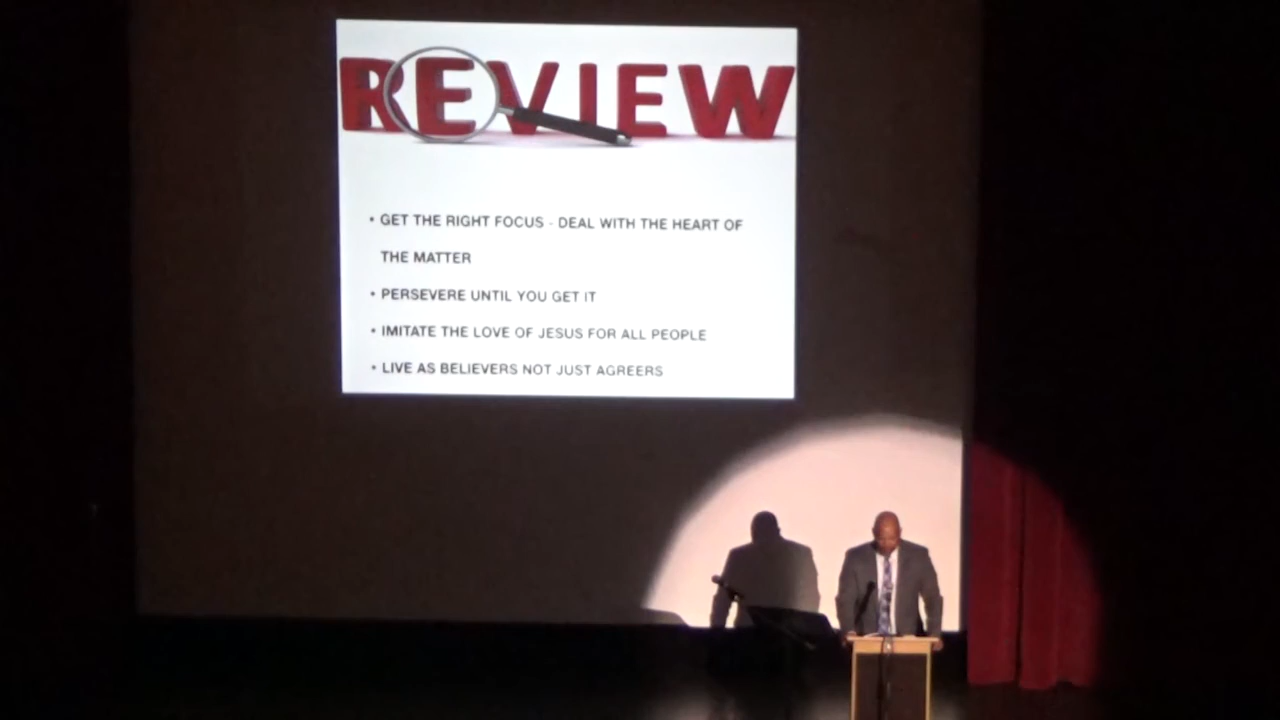 REVIEW
• GET THE RIGHT FOCUS - DEAL WITH THE HEART OF
THE MATTER
• PERSEVERE UNTIL YOU GET IT
• IMITATE THE LOVE OF JESUS FOR ALL PEOPLE
• LIVE AS BELIEVERS NOT JUST AGREERS